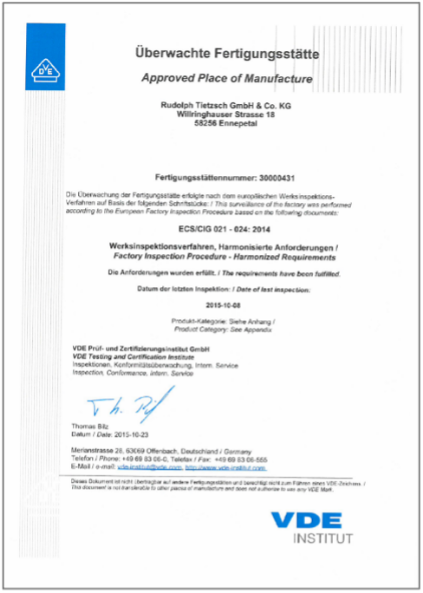 VDE
Überwachte Fertigungsstätte
Approved Place of Manufacture
Rudolph Tietzsch GmbH & Co. KG
Willringhauser Strasse 18
58256 Ennepetal
Fertigungsstättennummer: 30000431
Die Überwachung der Fertigungsstätte erfolgte nach dem europäischen Werksinspektions-
Verfahren auf Basis der folgenden Schriftstücke: / This surveillance of the factory was performed
according to the European Factory Inspection Procedure based on the following documents:
ECS/CIG 021 - 024: 2014
Werksinspektionsverfahren, Harmonisierte Anforderungen /
Factory Inspection Procedure - Harmonized Requirements
Die Anforderungen wurden erfüllt. / The requirements have been fulfilled.
Datum der letzten Inspektion: / Date of last inspection:
2015-10-08
Produkt-Kategorie: Siehe Anhang /
Product Category: See Appendix
VDE Prüf- und Zertifizierungsinstitut GmbH
VDE Testing and Certification Institute
Inspektionen, Konformitätsüberwachung, Intern. Service
Inspection, Conformance, Intern. Service
Thomas Bilz
Datum / Date: 2015-10-23
Merianstrasse 28, 63069 Offenbach, Deutschland / Germany
Telefon / Phone: +49 69 83 06-0, Telefax / Fax: +49 69 83 06-555
E-Mail / e-mail: vde-institut@vde.com, http://www.vde-institut.com
Dieses Dokument ist nicht übertragbar auf andere Fertigungsstätten und berechtigt nicht zum Führen eines VDE-Zeichens. /
This document is not transferable to other places of manufacture and does not authorize to use any VDE Mark.
VDE
INSTITUT